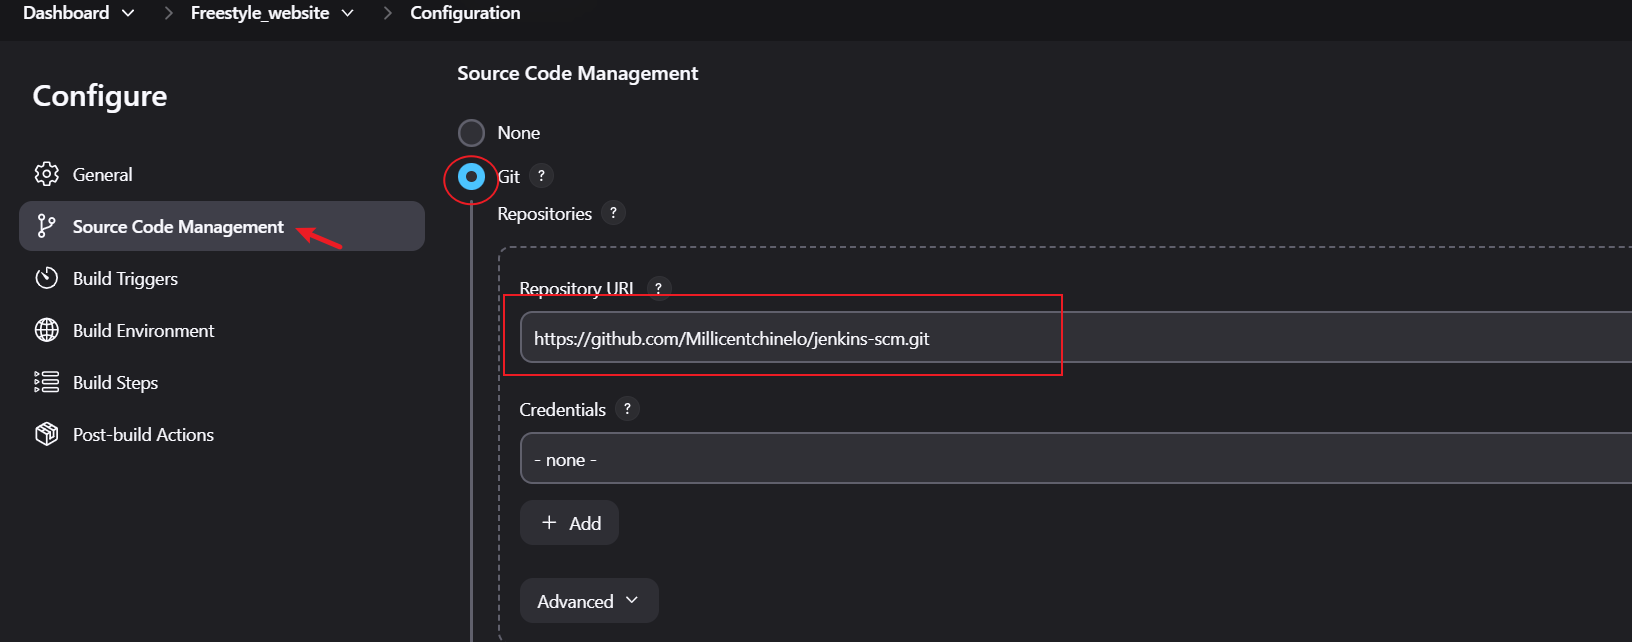 Dashboard Freestyle_website Configuration
Configure
General
Source Code Management
Build Triggers
Build Environment
Build Steps
Post-build Actions
Source Code Management
None
Git ?
Repositories ?
Repository URL ?
https://github.com/Millicentchinelo/jenkins-scm.git
Credentials ?
- none -
+ Add
Advanced